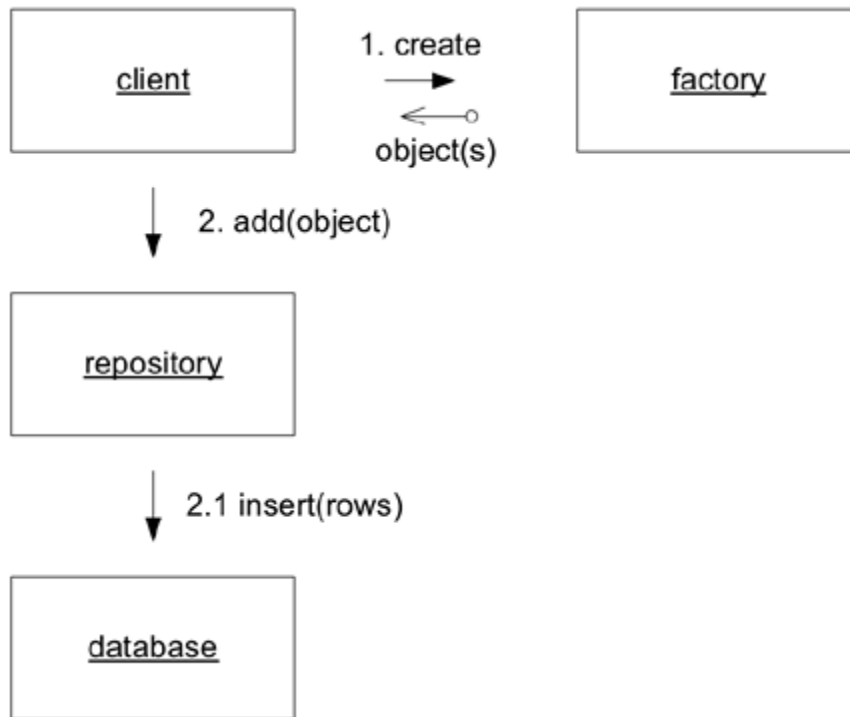 client
1. create
factory
object(s)
2. add(object)
repository
2.1 insert(rows)
database